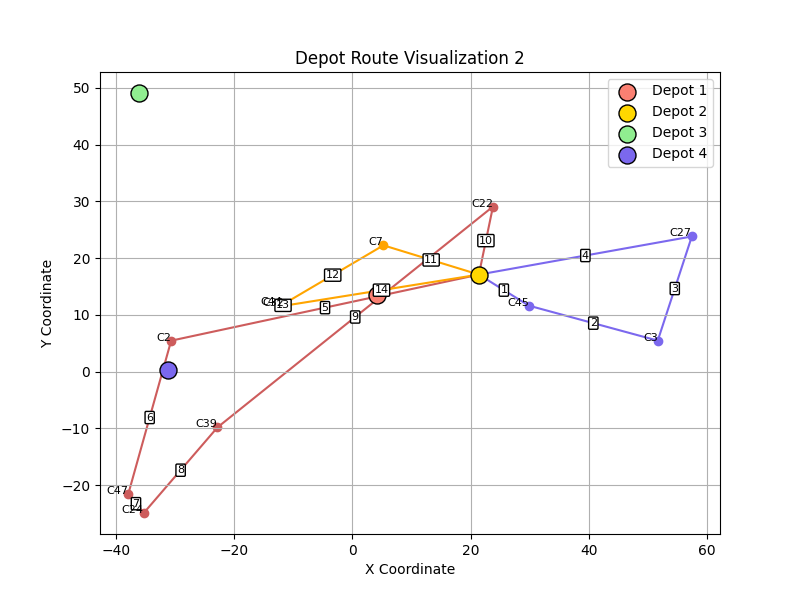 Depot Route Visualization 2
Depot 1
Depot 2
Depot 3
Depot 4
50
40
30
20
10
0
−10
−20
−40
−20
0
20
40
60
X Coordinate
Y Coordinate
C22
C27
C7
C45
C3
C2
C39
C47
C24
1
2
3
4
5
6
7
8
9
10
11
12
13
14